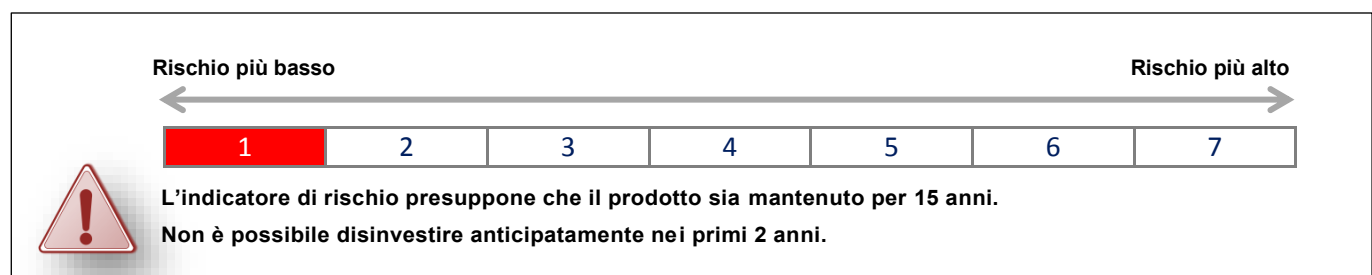 Rischio più basso Rischio più alto
1 2 3 4 5 6 7
L'indicatore di rischio presuppone che il prodotto sia mantenuto per 15 anni.
Non è possibile disinvestire anticipatamente nei primi 2 anni.